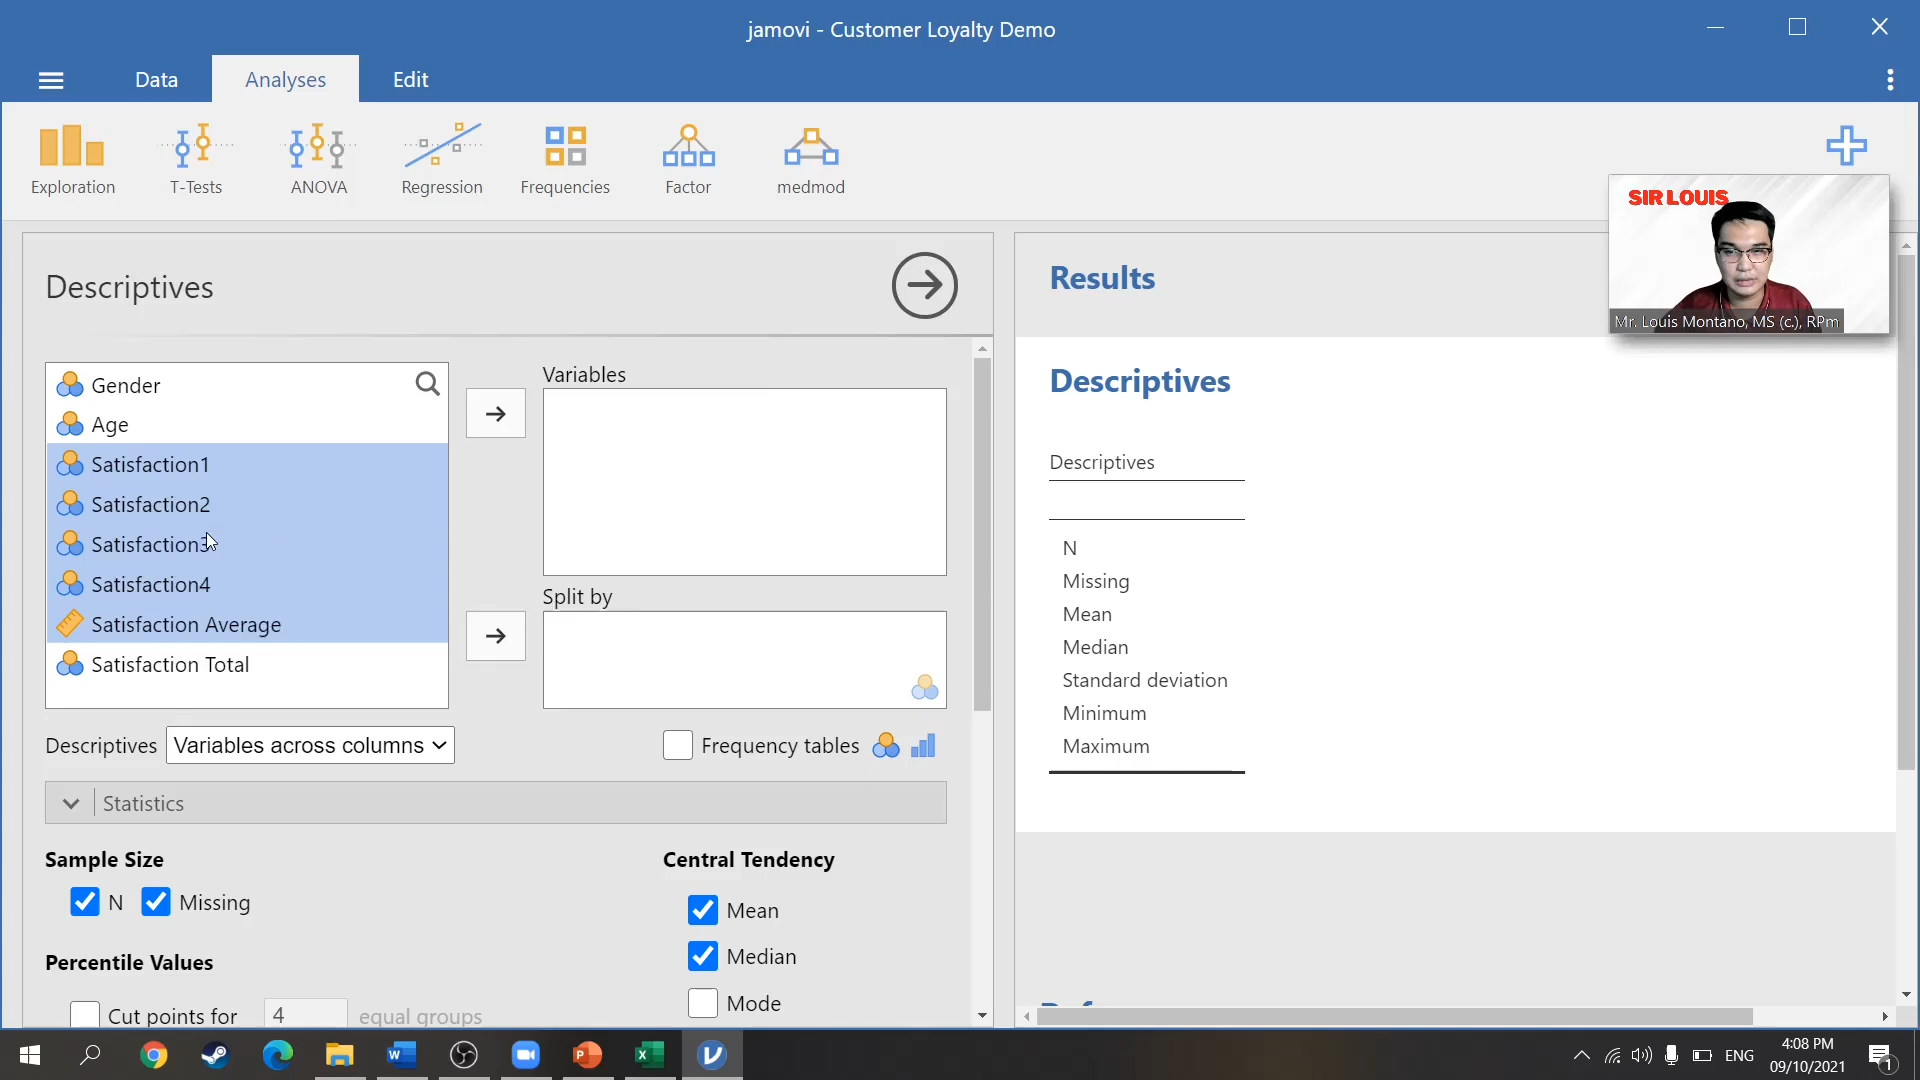 jamovi - Customer Loyalty Demo
Data
Analyses
Edit
Exploration
T-Tests
ANOVA
Regression
Frequencies
Factor
medmod
SIR LOUIS
Mr. Louis Montano, MS (c.), RPm
Descriptives
Gender
Age
Satisfaction1
Satisfaction2
Satisfaction3
Satisfaction4
Satisfaction Average
Satisfaction Total
Variables
Split by
Descriptives
Variables across columns
Frequency tables
Statistics
Sample Size
N
Missing
Percentile Values
Cut points for
4
equal groups
Central Tendency
Mean
Median
Mode
Results
Descriptives
Descriptives
N
Missing
Mean
Median
Standard deviation
Minimum
Maximum
ENG
4:08 PM
09/10/2021
1